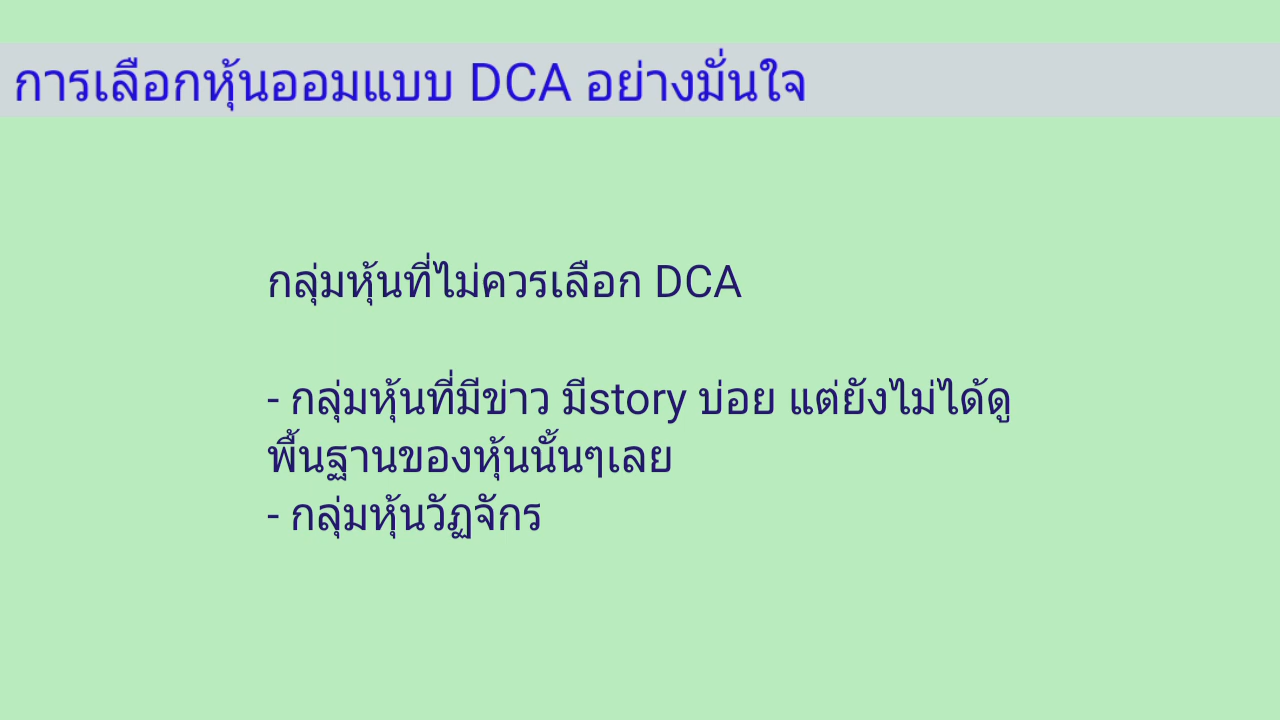 การเลือกหุ้นออมแบบ DCA อย่างมั่นใจ
กลุ่มหุ้นที่ไม่ควรเลือก DCA
- กลุ่มหุ้นที่มีข่าว มีstory บ่อย แต่ยังไม่ได้ดู
พื้นฐานของหุ้นนั้นๆเลย
- กลุ่มหุ้นวัฏจักร